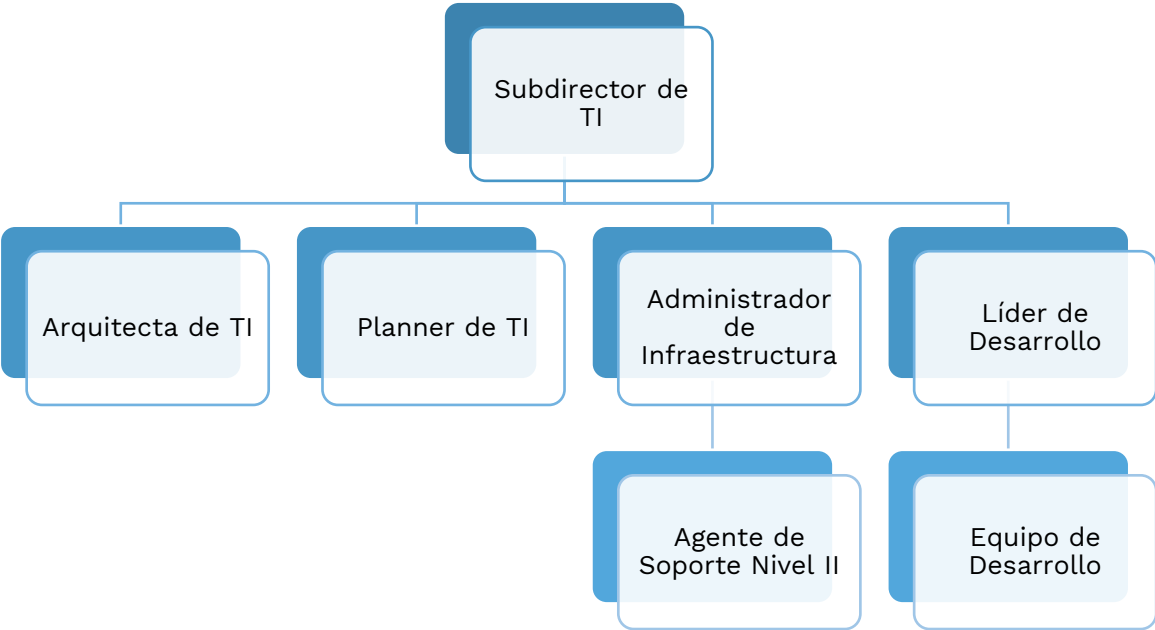 Subdirector de
TI
Arquitecta de TI
Planner de TI
Administrador
de
Infraestructura
Líder de
Desarrollo
Agente de
Soporte Nivel II
Equipo de
Desarrollo